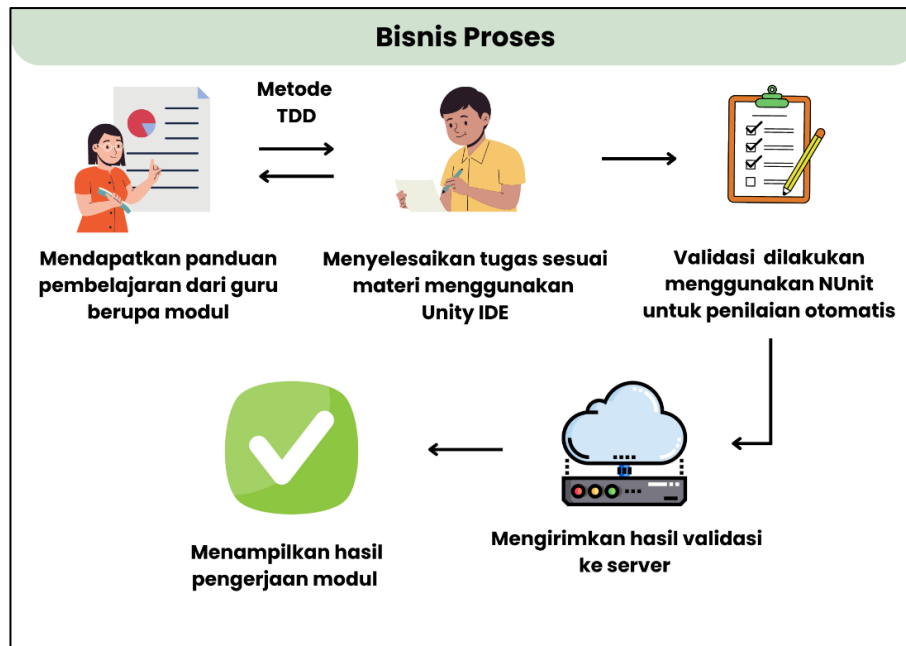 Bisnis Proses
Metode
TDD
Mendapatkan panduan
pembelajaran dari guru
berupa modul
Menyelesaikan tugas sesuai
materi menggunakan
Unity IDE
Validasi dilakukan
menggunakan NUnit
untuk penilaian otomatis
Mengirimkan hasil validasi
ke server
Menampilkan hasil
pengerjaan modul